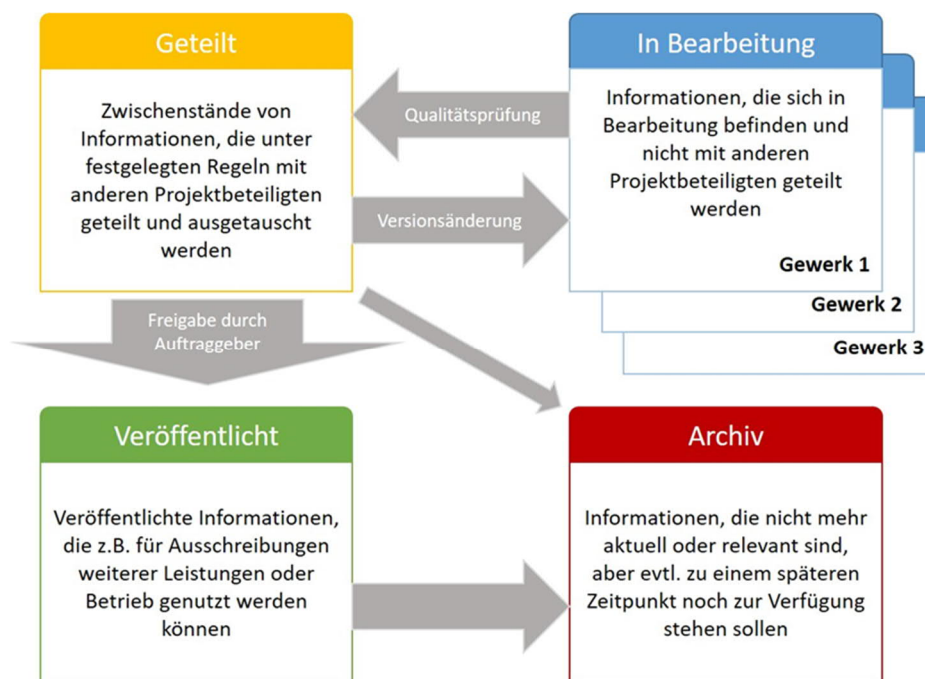 Geteilt
Zwischenstände von
Informationen, die unter
festgelegten Regeln mit
anderen Projektbeteiligten
geteilt und ausgetauscht
werden
Qualitätsprüfung
Versionsänderung
In Bearbeitung
Informationen, die sich in
Bearbeitung befinden und
nicht mit anderen
Projektbeteiligten geteilt
werden
Gewerk 1
Gewerk 2
Gewerk 3
Freigabe durch
Auftraggeber
Veröffentlicht
Veröffentlichte Informationen,
die z.B. für Ausschreibungen
weiterer Leistungen oder
Betrieb genutzt werden
können
Archiv
Informationen, die nicht mehr
aktuell oder relevant sind,
aber evtl. zu einem späteren
Zeitpunkt noch zur Verfügung
stehen sollen